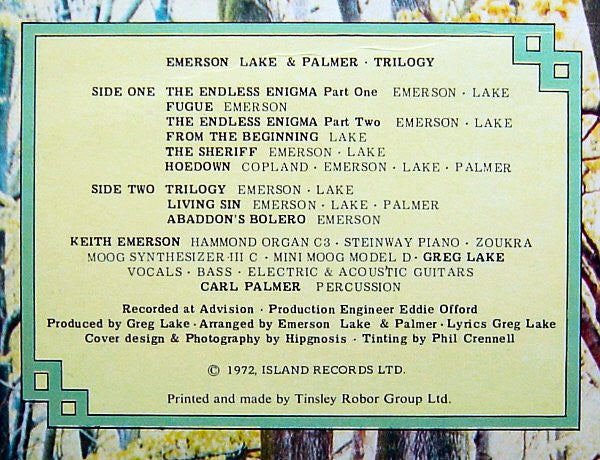 EMERSON LAKE & PALMER · TRILOGY
SIDE ONE THE ENDLESS ENIGMA Part One EMERSON · LAKE
FUGUE EMERSON
THE ENDLESS ENIGMA Part Two EMERSON · LAKE
FROM THE BEGINNING LAKE
THE SHERIFF EMERSON · LAKE
HOEDOWN COPLAND · EMERSON · LAKE · PALMER
SIDE TWO TRILOGY EMERSON · LAKE
LIVING SIN EMERSON · LAKE · PALMER
ABADDON'S BOLERO EMERSON
KEITH EMERSON HAMMOND ORGAN C3 · STEINWAY PIANO · ZOUKRA
MOOG SYNTHESIZER III C · MINI MOOG MODEL D · GREG LAKE
VOCALS · BASS · ELECTRIC & ACOUSTIC GUITARS
CARL PALMER PERCUSSION
Recorded at Advision · Production Engineer Eddie Offord
Produced by Greg Lake · Arranged by Emerson Lake & Palmer · Lyrics Greg Lake
Cover design & Photography by Hipgnosis · Tinting by Phil Crennell
© 1972, ISLAND RECORDS LTD.
Printed and made by Tinsley Robor Group Ltd.